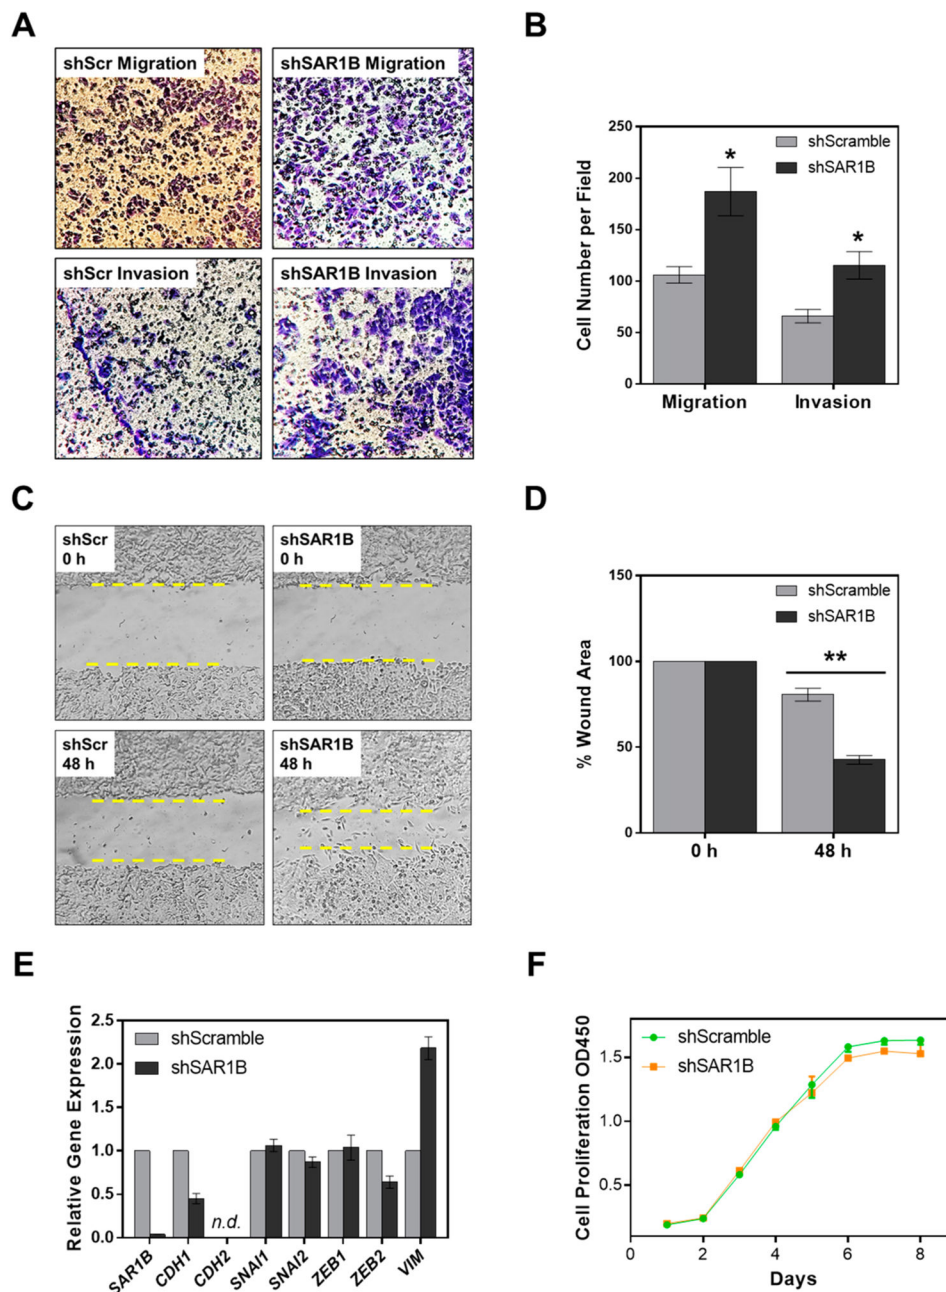 A
shScr Migration
shSAR1B Migration
shScr Invasion
shSAR1B Invasion
B
Cell Number per Field
250
200
150
100
50
0
shScramble
shSAR1B
*
*
Migration
Invasion
C
shScr
0 h
shSAR1B
0 h
shScr
48 h
shSAR1B
48 h
D
% Wound Area
150
100
50
0
shScramble
shSAR1B
**
0 h
48 h
E
Relative Gene Expression
2.5
2.0
1.5
1.0
0.5
0.0
shScramble
shSAR1B
n.d.
SAR1B
CDH1
CDH2
SNAI1
SNAI2
ZEB1
ZEB2
VIM
F
Cell Proliferation OD450
1.5
1.0
0.5
shScramble
shSAR1B
0
2
4
6
8
Days